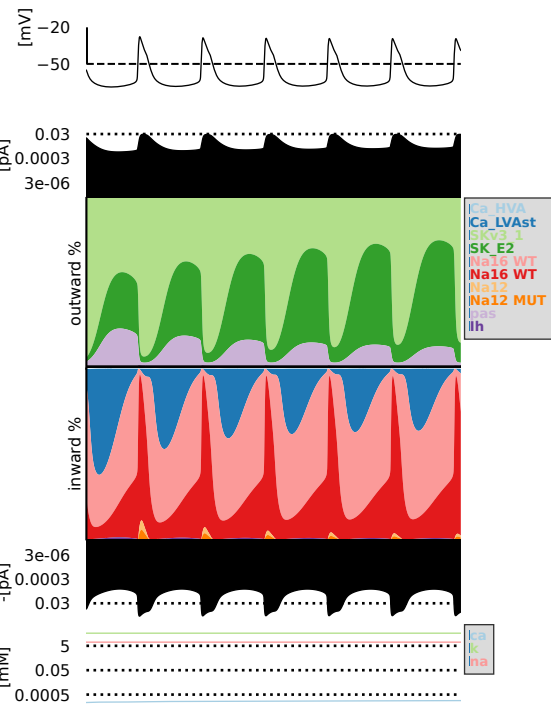 [mV]
−20
−50
[pA]
0.03
0.0003
3e-06
outward %
Ca_HVA
Ca_LVAst
SKv3_1
SK_E2
Na16 WT
Na16 WT
Na12
Na12 MUT
pas
Ih
inward %
-[pA]
3e-06
0.0003
0.03
[mM]
5
0.05
0.0005
ca
k
na